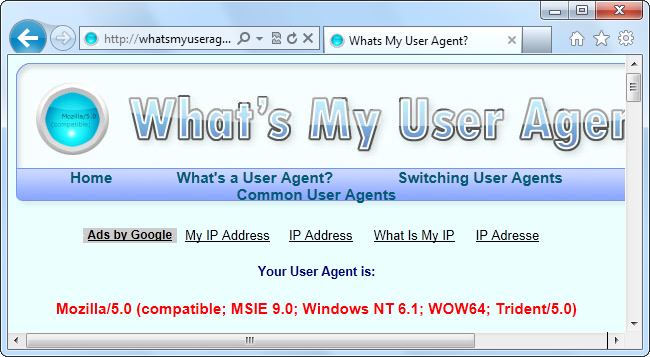 http://whatsmyuserag...
Whats My User Agent?
Mozilla/5.0
(compatible;
What's My User Agen
Home What's a User Agent? Switching User Agents
Common User Agents
Ads by Google My IP Address IP Address What Is My IP IP Adresse
Your User Agent is:
Mozilla/5.0 (compatible; MSIE 9.0; Windows NT 6.1; WOW64; Trident/5.0)